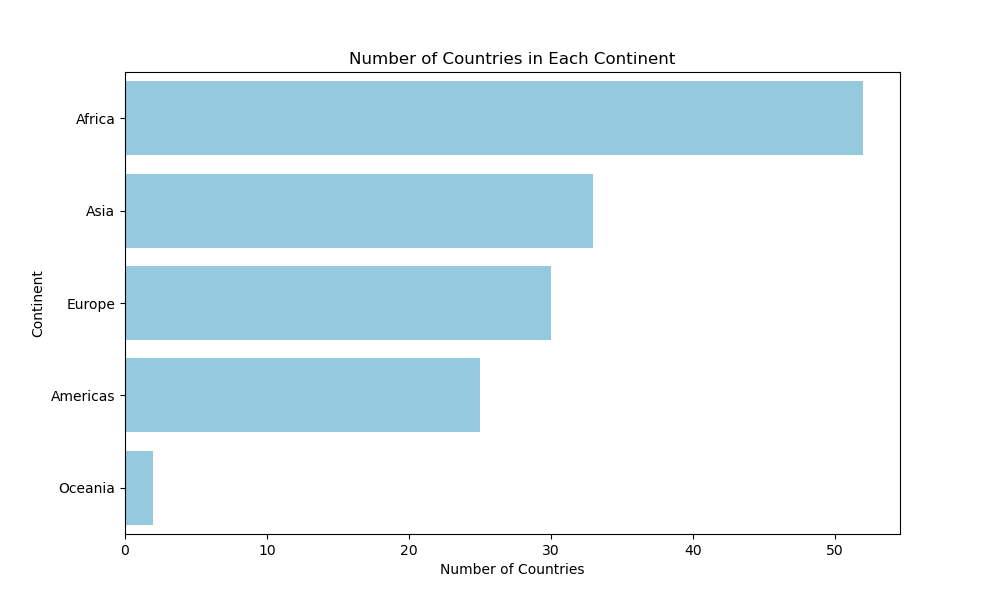 Number of Countries in Each Continent
Continent
Africa
Asia
Europe
Americas
Oceania
0 10 20 30 40 50
Number of Countries